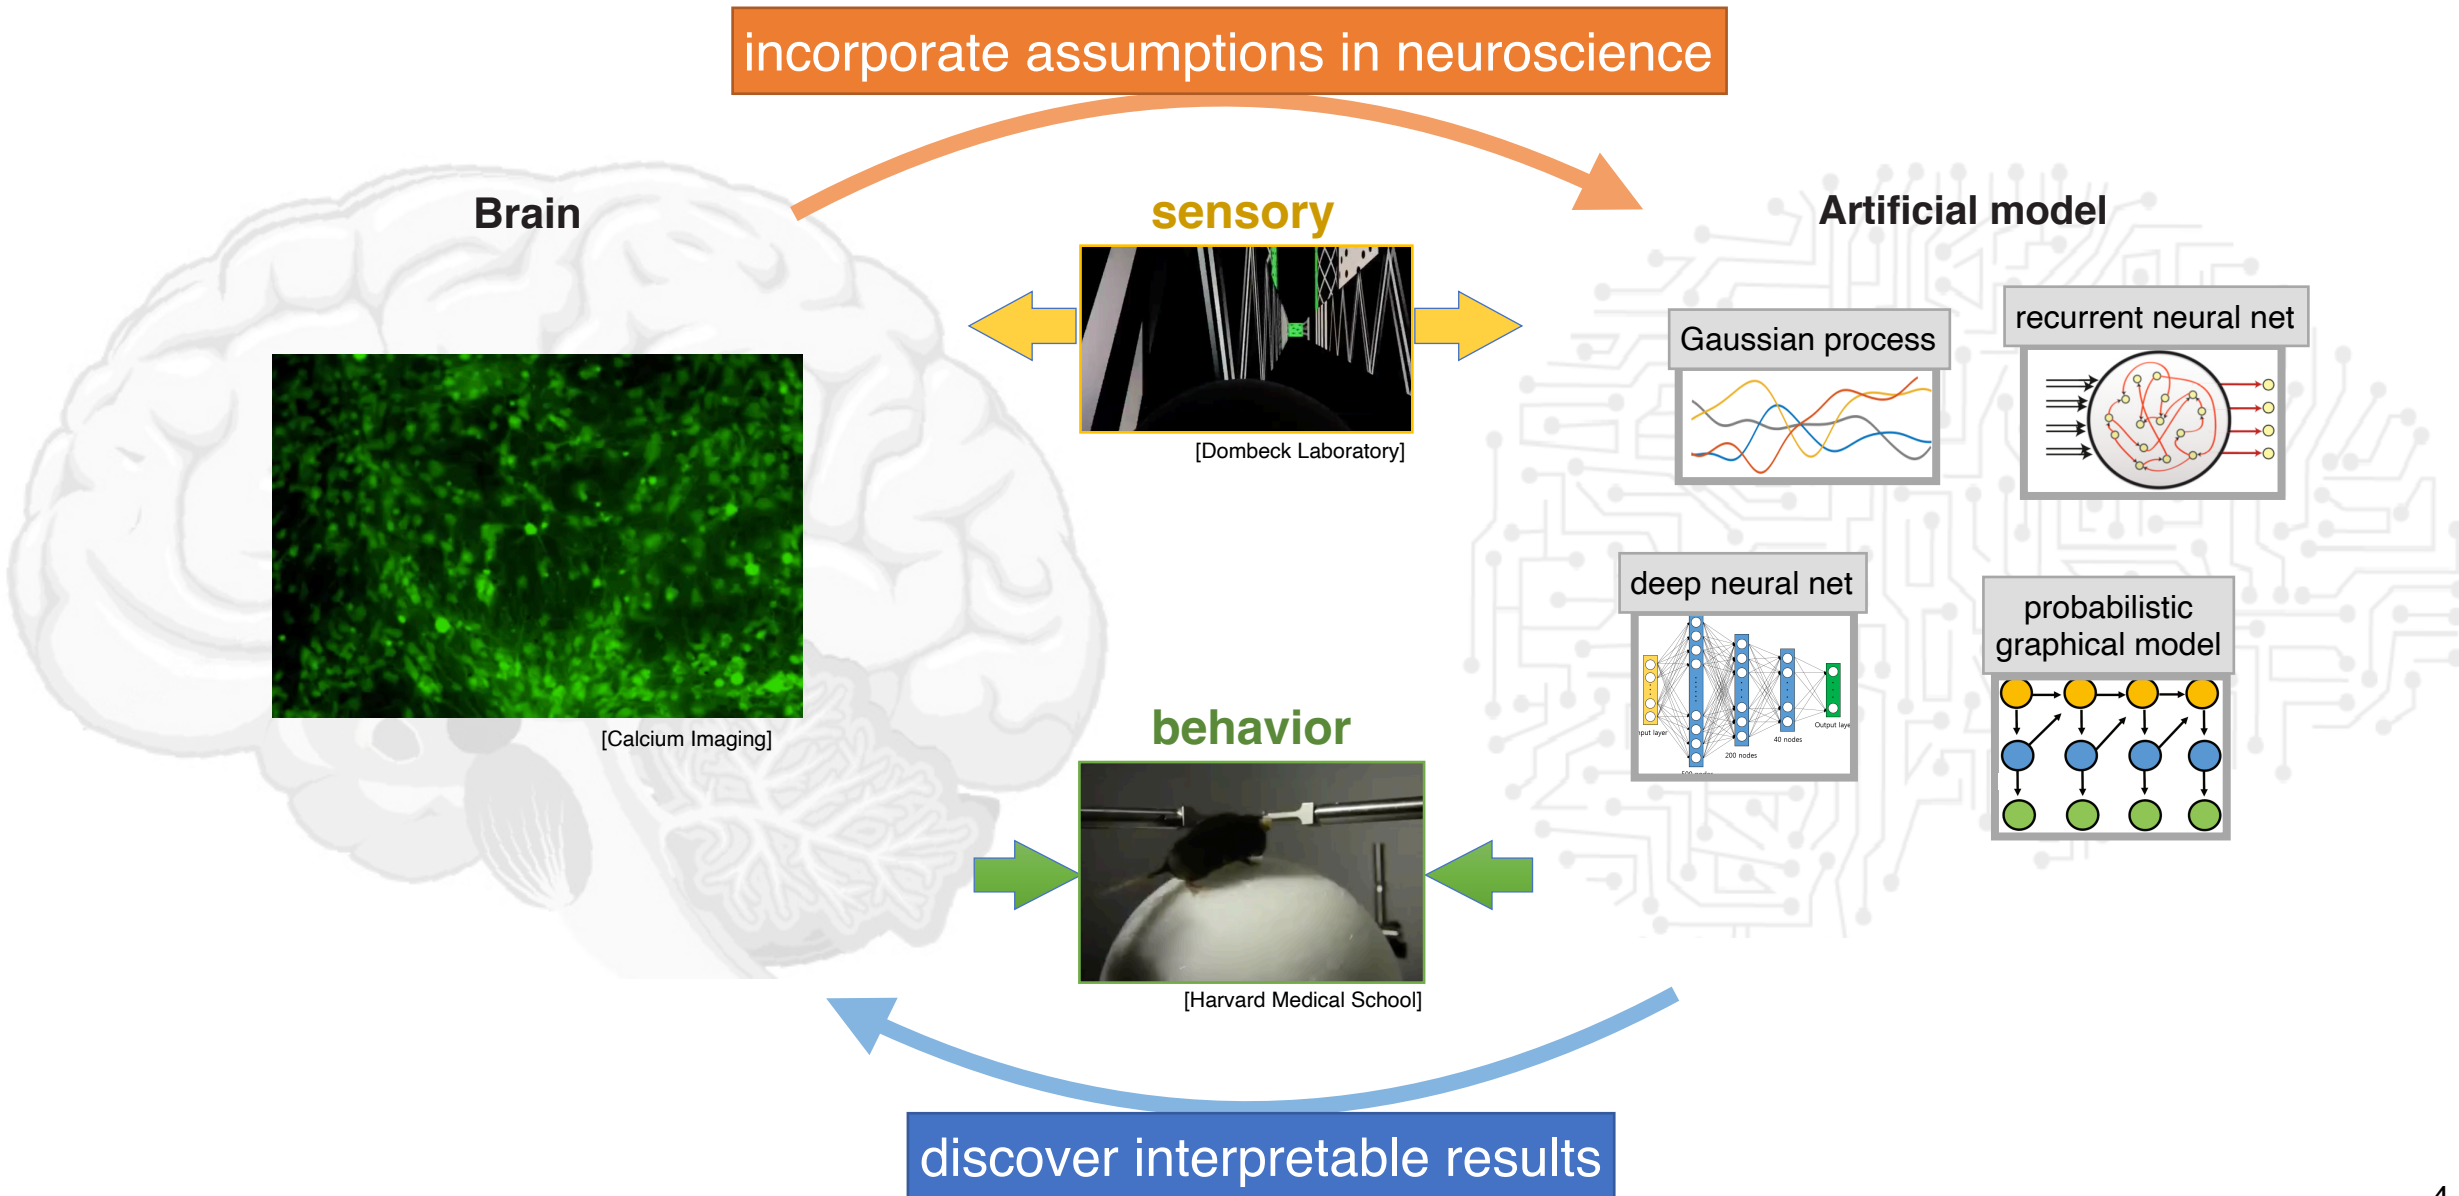 incorporate assumptions in neuroscience
Brain
sensory
Artificial model
[Dombeck Laboratory]
Gaussian process
recurrent neural net
[Calcium Imaging]
behavior
[Harvard Medical School]
deep neural net
200 nodes
40 nodes
probabilistic
graphical model
discover interpretable results